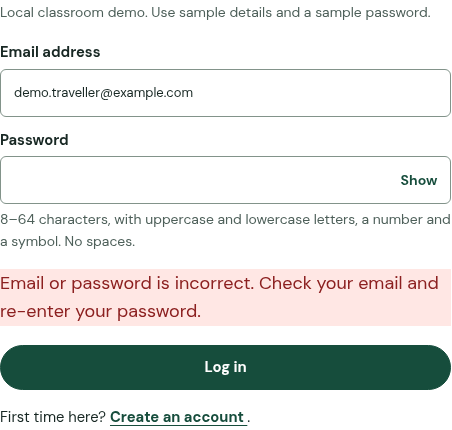 Local classroom demo. Use sample details and a sample password.
Email address
demo.traveller@example.com
Password
Show
8–64 characters, with uppercase and lowercase letters, a number and
a symbol. No spaces.
Email or password is incorrect. Check your email and
re-enter your password.
Log in
First time here? Create an account .